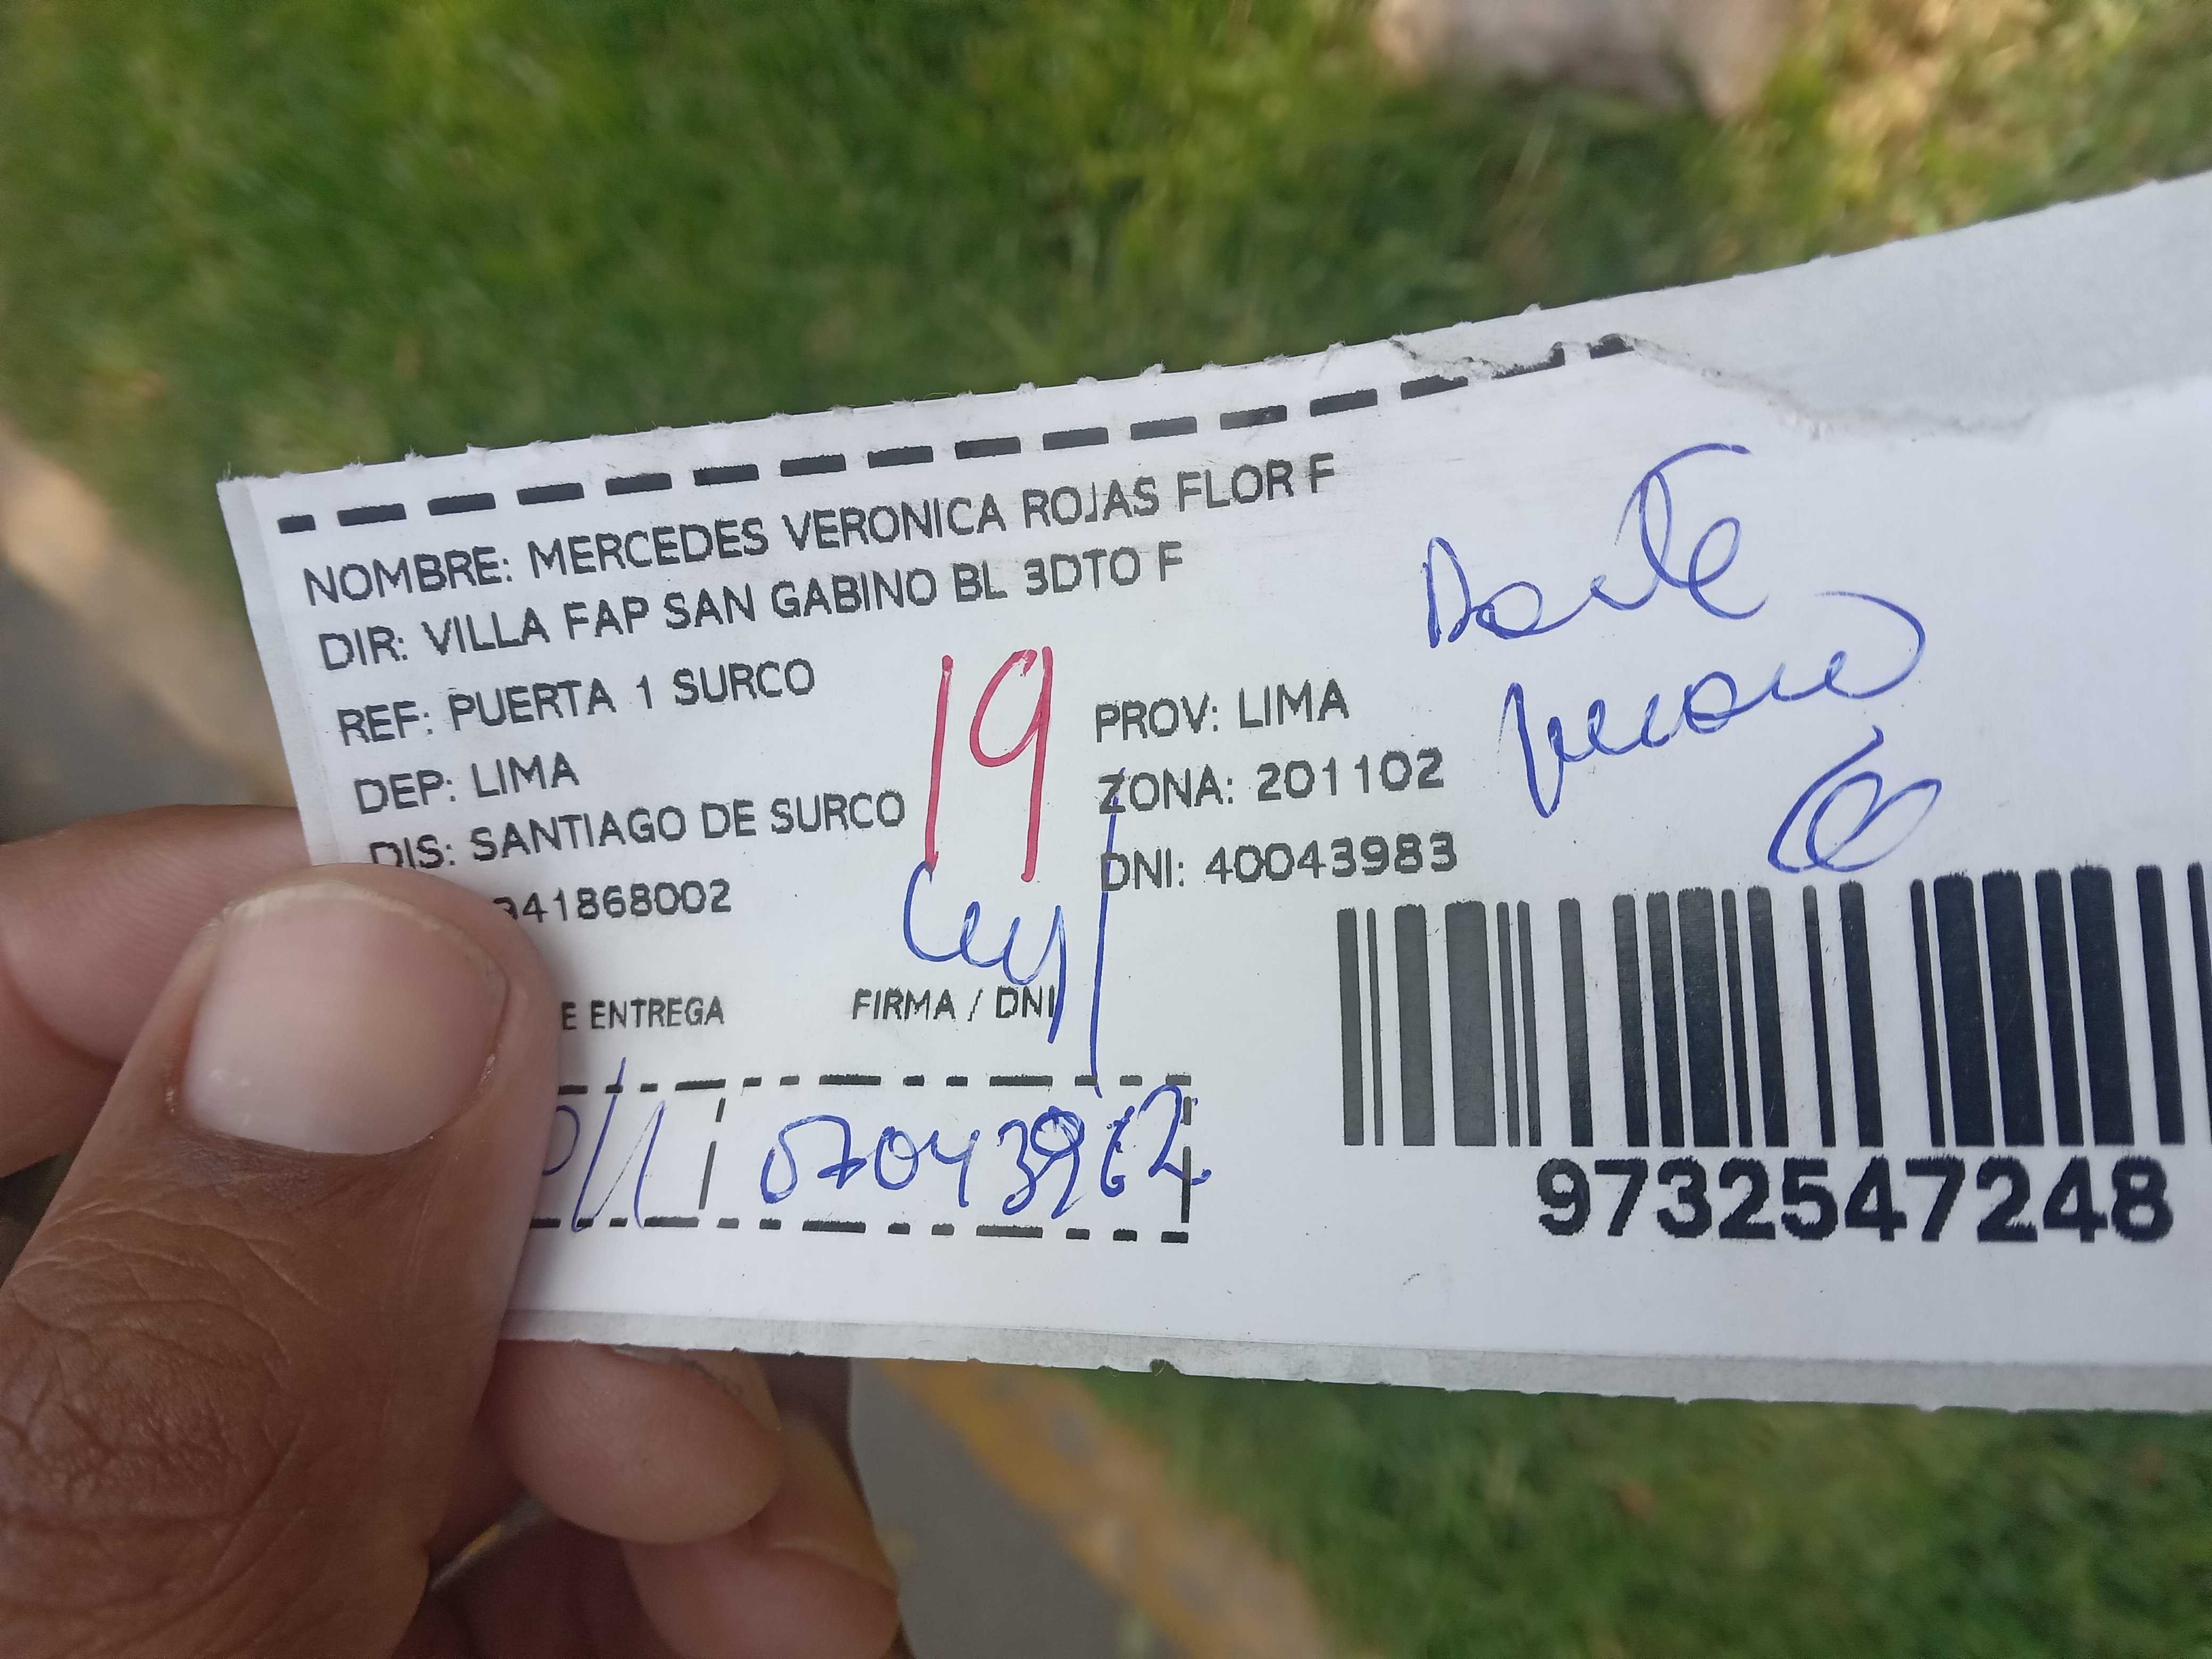 NOMBRE: MERCEDES VERONICA ROJAS FLOR F
DIR: VILLA FAP SAN GABINO BL 3DTO F
REF: PUERTA 1 SURCO
DEP: LIMA
PROV: LIMA
DIS: SANTIAGO DE SURCO
ZONA: 201102
41868002
DNI: 40043983
19
E ENTREGA
FIRMA / DNI
07043962
9732547248